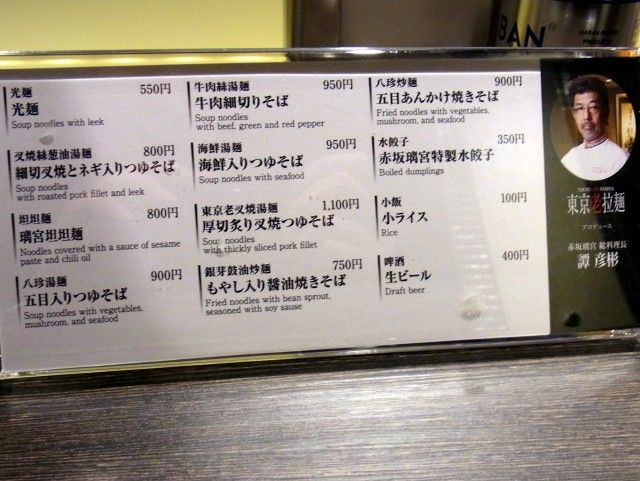 BAN®
光麺 550円
光麺
Soup noodles with leek
叉焼絲葱油湯麺 800円
細切叉焼とネギ入りつゆそば
Soup noodles
with roasted pork fillet and leek
坦坦麺 800円
璃宮坦坦麺
Noodles covered with a sauce of sesame
paste and chili oil
八珍湯麺 900円
五目入りつゆそば
Soup noodles with vegetables,
mushroom, and seafood
牛肉絲湯麺 950円
牛肉細切りそば
Soup noodles
with beef, green and red pepper
海鮮湯麺 950円
海鮮入りつゆそば
Soup noodles with seafood
東京老叉焼湯麺 1,100円
厚切炙り叉焼つゆそば
Soup noodles
with thickly sliced pork fillet
銀芽鼓油炒麺 750円
もやし入り醤油焼きそば
Fried noodles with bean sprout,
seasoned with soy sause
八珍炒麺 900円
五目あんかけ焼きそば
Fried noodles with vegetables,
mushroom, and seafood
水餃子 350円
赤坂璃宮特製水餃子
Boiled dumplings
小飯 100円
小ライス
Rice
啤酒 400円
生ビール
Draft beer
東京老拉麺
プロデュース
赤坂璃宮 総料理長
譚 彦彬